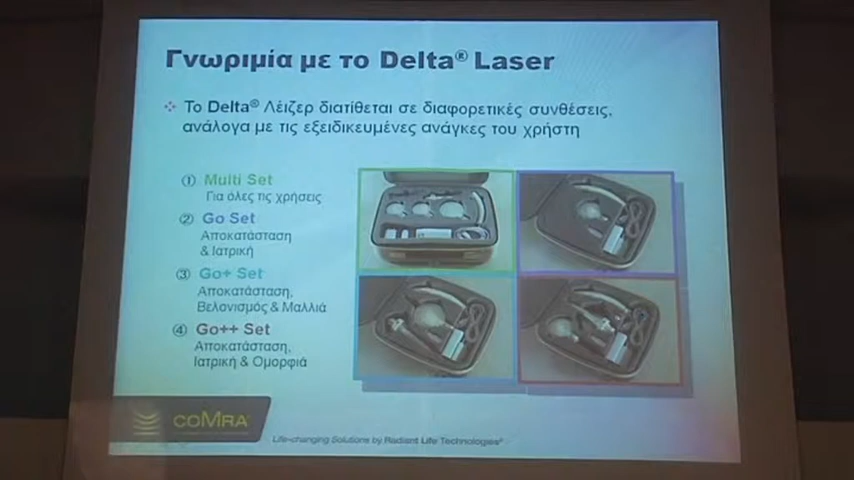 Γνωριμία με το Delta® Laser
Το Delta® Λέιζερ διατίθεται σε διαφορετικές συνθέσεις,
ανάλογα με τις εξειδικευμένες ανάγκες του χρήστη
① Multi Set
Για όλες τις χρήσεις
② Go Set
Αποκατάσταση
& Ιατρική
③ Go+ Set
Αποκατάσταση,
Βελονισμός & Μαλλιά
④ Go++ Set
Αποκατάσταση,
Ιατρική & Ομορφιά
coMRA
Life-changing Solutions by Radiant Life Technologies®